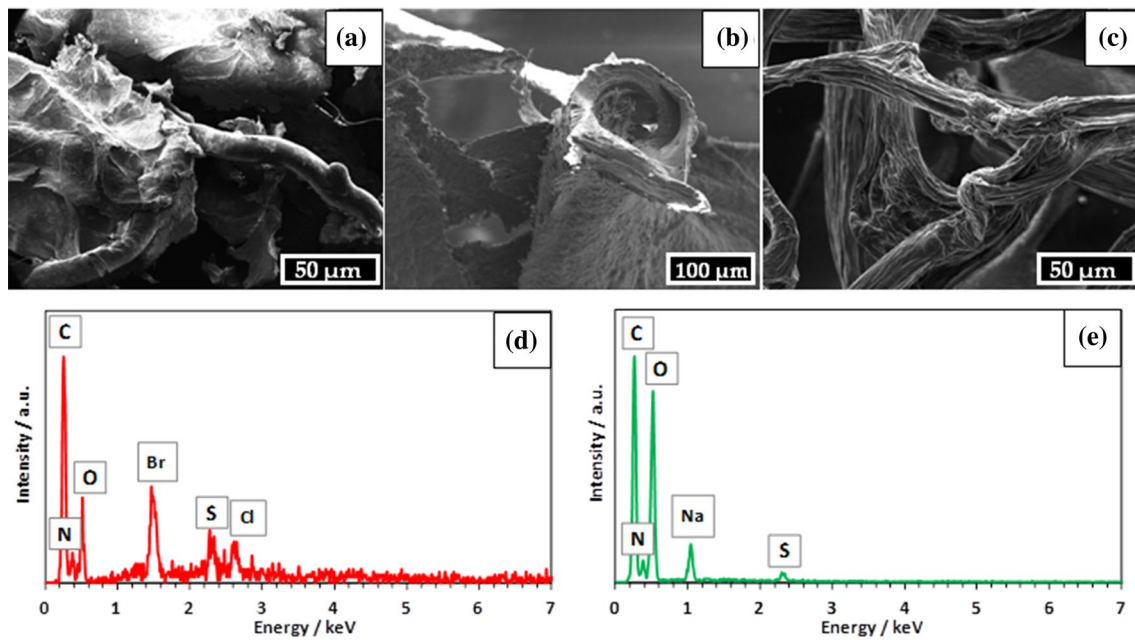 (a)
(b)
(c)
50 µm
100 µm
50 µm
(d)
C
N
O
Br
S
Cl
Intensity / a.u.
0 1 2 3 4 5 6 7
Energy / keV
(e)
C
O
N
Na
S
Intensity / a.u.
0 1 2 3 4 5 6 7
Energy / keV